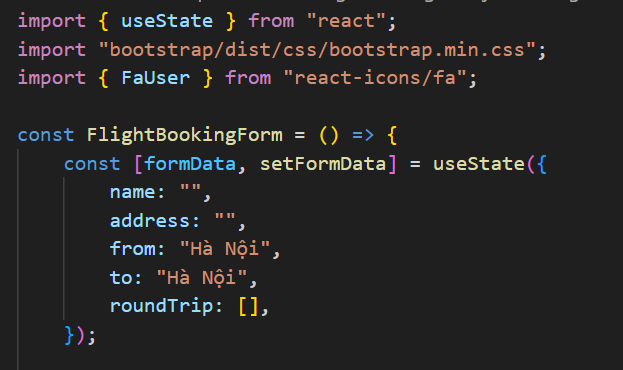 import { useState } from "react";
import "bootstrap/dist/css/bootstrap.min.css";
import { FaUser } from "react-icons/fa";
const FlightBookingForm = () => {
const [formData, setFormData] = useState({
name: "",
address: "",
from: "Hà Nội",
to: "Hà Nội",
roundTrip: [],
});